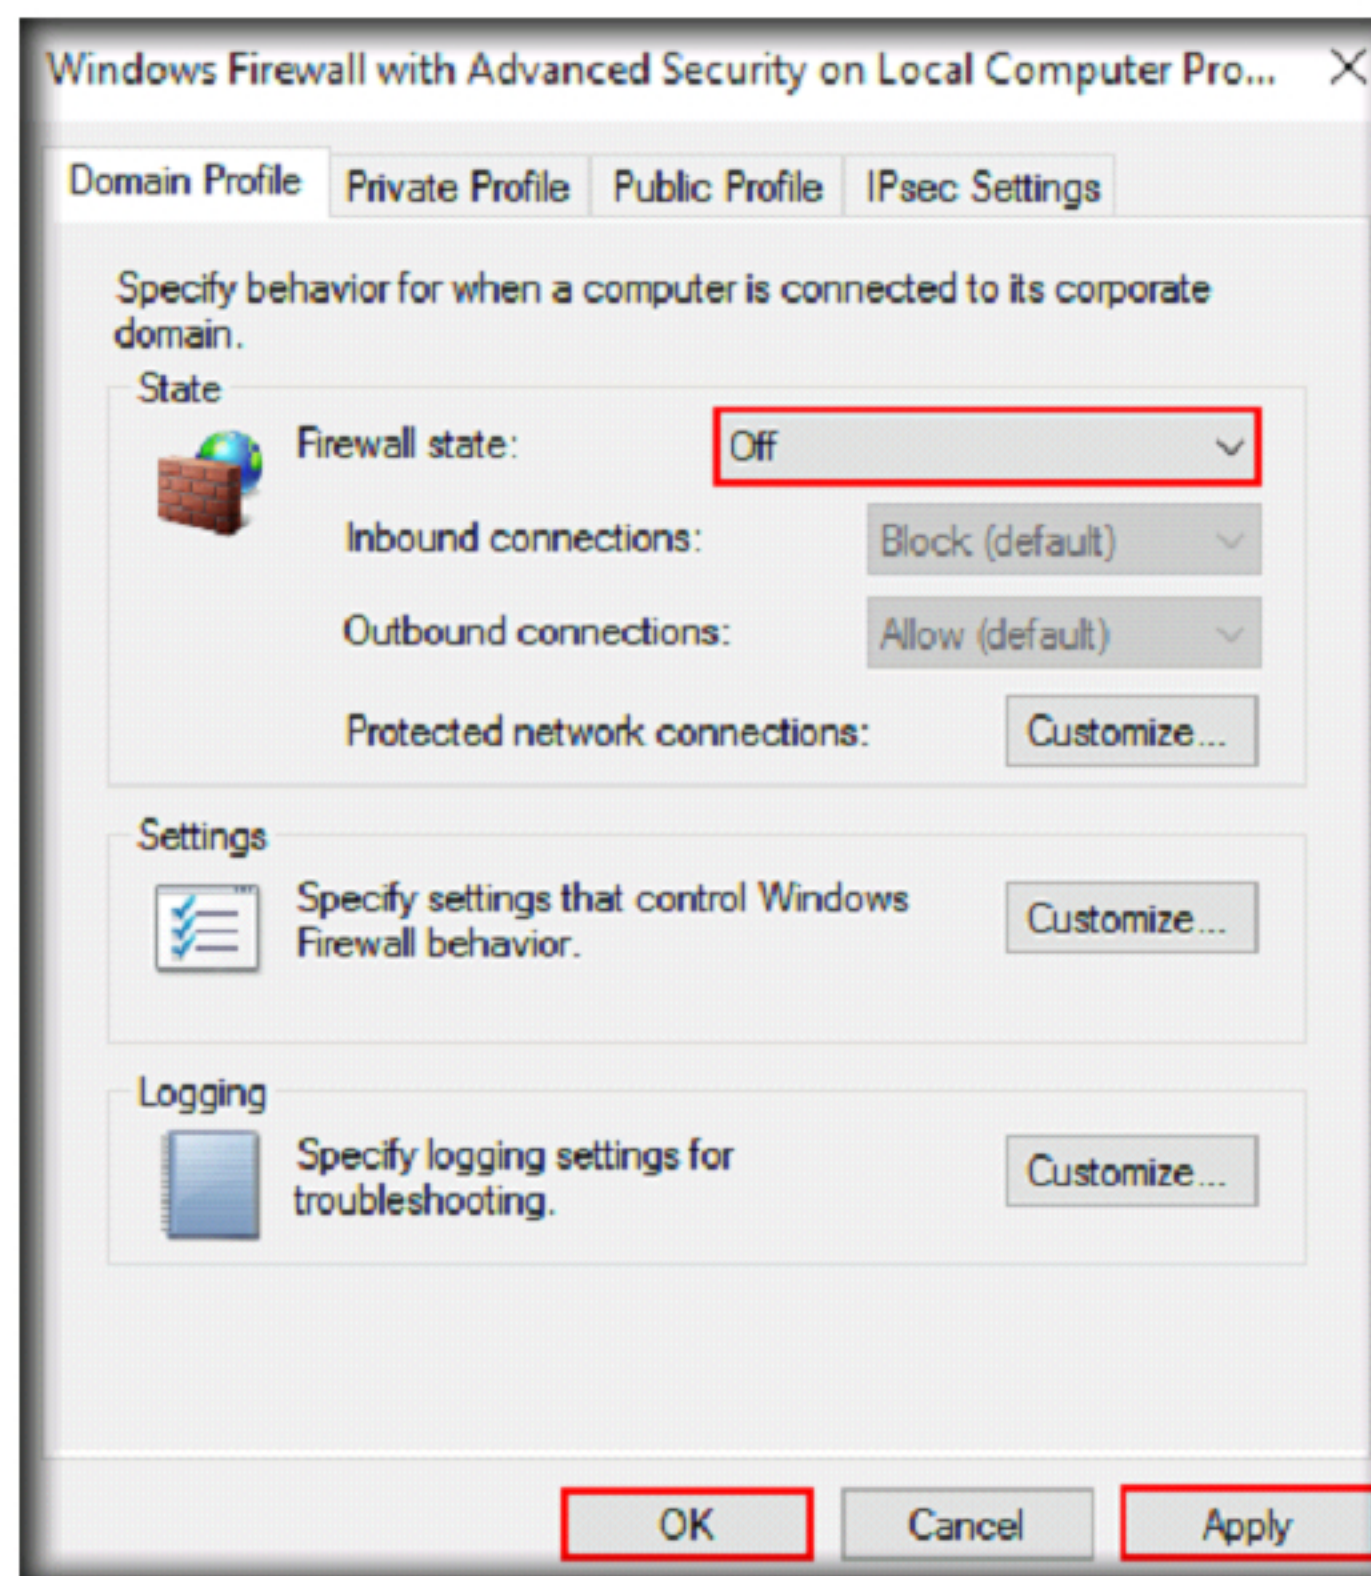 Windows Firewall with Advanced Security on Local Computer Pro...
Domain Profile Private Profile Public Profile IPsec Settings
Specify behavior for when a computer is connected to its corporate
domain.
State
Firewall state: Off
Inbound connections: Block (default)
Outbound connections: Allow (default)
Protected network connections: Customize...
Settings
Specify settings that control Windows
Firewall behavior.
Customize...
Logging
Specify logging settings for
troubleshooting.
Customize...
OK Cancel Apply